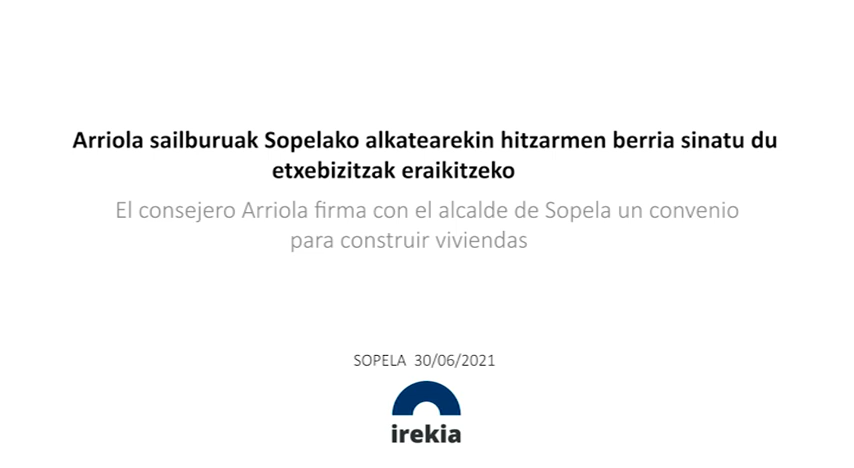 Arriola sailburuak Sopelako alkatearekin hitzarmen berria sinatu du
etxebizitzak eraikitzeko
El consejero Arriola firma con el alcalde de Sopela un convenio
para construir viviendas
SOPELA 30/06/2021
irekia